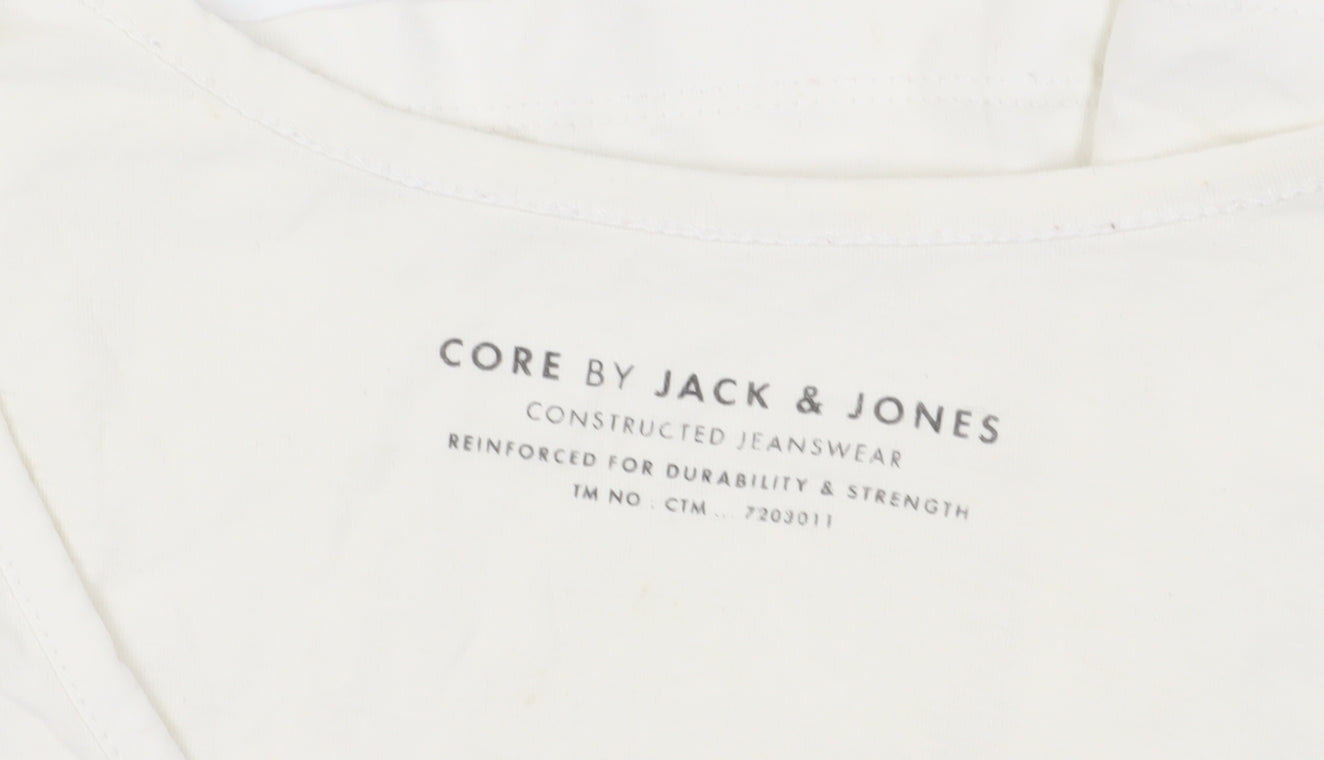 CORE BY JACK & JONES
CONSTRUCTED JEANSWEAR
REINFORCED FOR DURABILITY & STRENGTH
TM NO . CTM ... 7203011